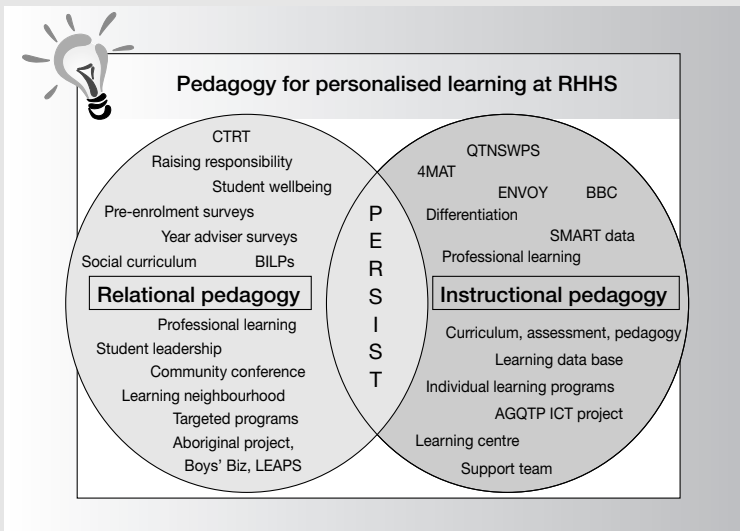 Pedagogy for personalised learning at RHHS
CTRT
Raising responsibility
Student wellbeing
Pre-enrolment surveys
Year adviser surveys
Social curriculum BILPs
Relational pedagogy
Professional learning
Student leadership
Community conference
Learning neighbourhood
Targeted programs
Aboriginal project,
Boys' Biz, LEAPS
P
E
R
S
I
S
T
QTNSWPS
4MAT
ENVOY BBC
Differentiation
SMART data
Professional learning
Instructional pedagogy
Curriculum, assessment, pedagogy
Learning data base
Individual learning programs
AGQTP ICT project
Learning centre
Support team